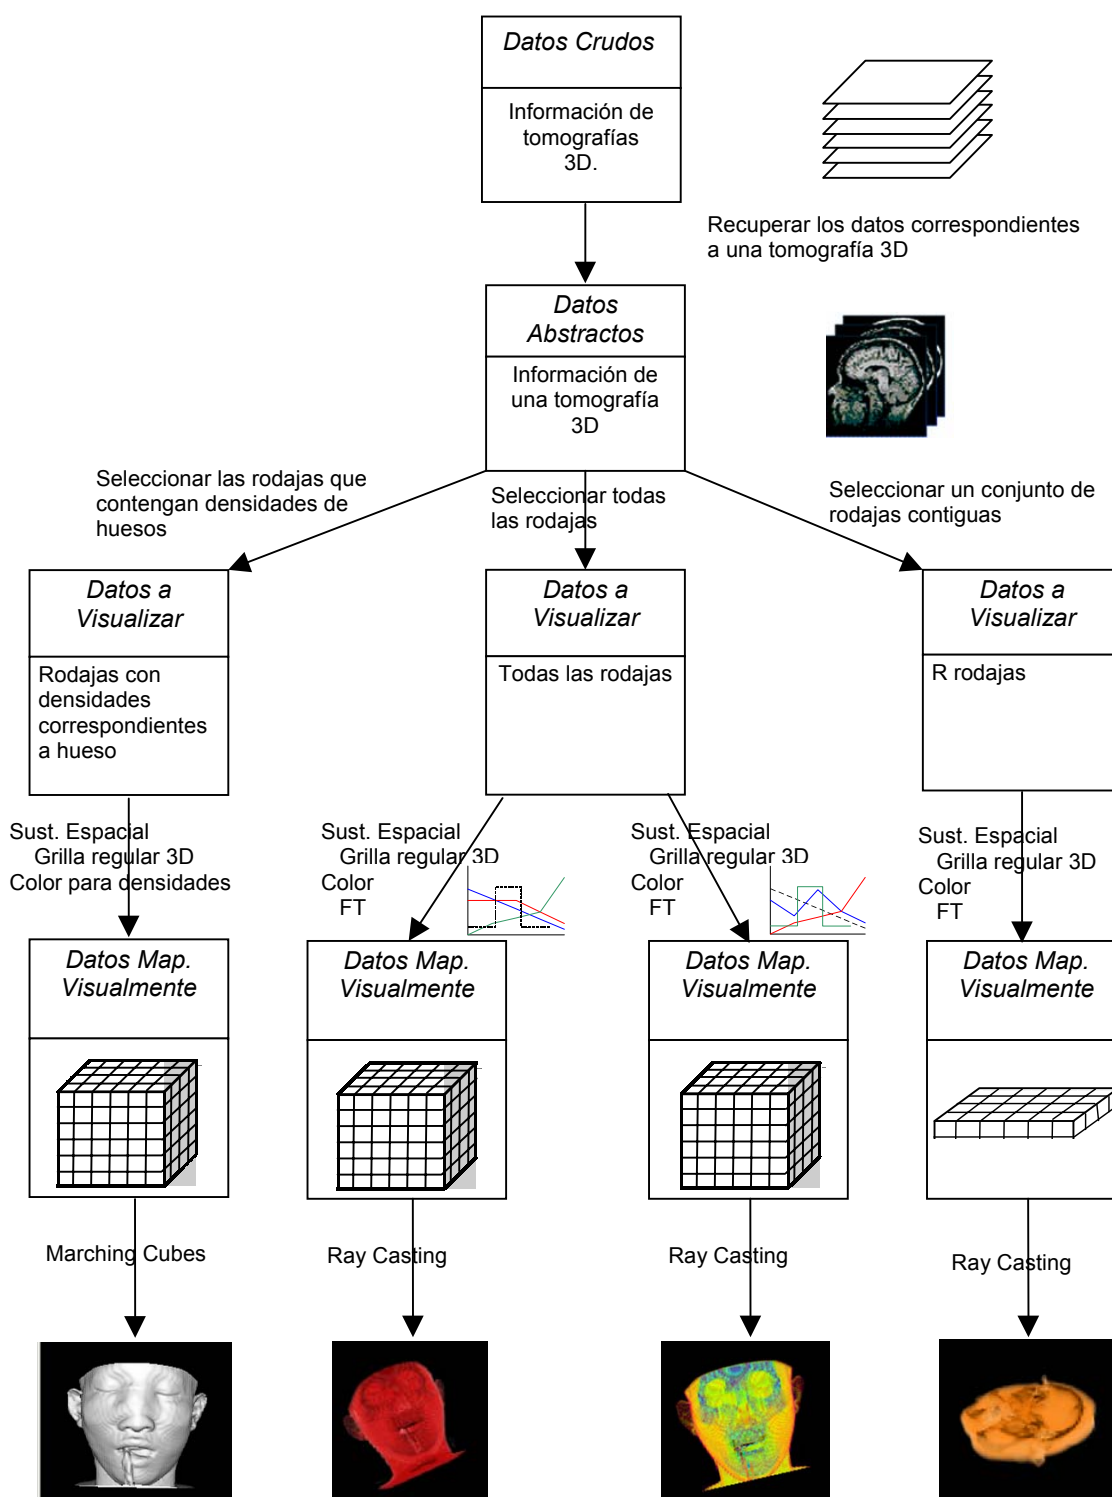 Datos Crudos
Información de
tomografías
3D.
Recuperar los datos correspondientes
a una tomografía 3D
Datos
Abstractos
Información de
una tomografía
3D
Seleccionar las rodajas que
contengan densidades de
huesos
Seleccionar todas
las rodajas
Seleccionar un conjunto de
rodajas contiguas
Datos a
Visualizar
Rodajas con
densidades
correspondientes
a hueso
Datos a
Visualizar
Todas las rodajas
Datos a
Visualizar
R rodajas
Sust. Espacial
Grilla regular 3D
Color para densidades
Sust. Espacial
Grilla regular 3D
Color
FT
Sust. Espacial
Grilla regular 3D
Color
FT
Sust. Espacial
Grilla regular 3D
Color
FT
Datos Map.
Visualmente
Datos Map.
Visualmente
Datos Map.
Visualmente
Datos Map.
Visualmente
Marching Cubes
Ray Casting
Ray Casting
Ray Casting